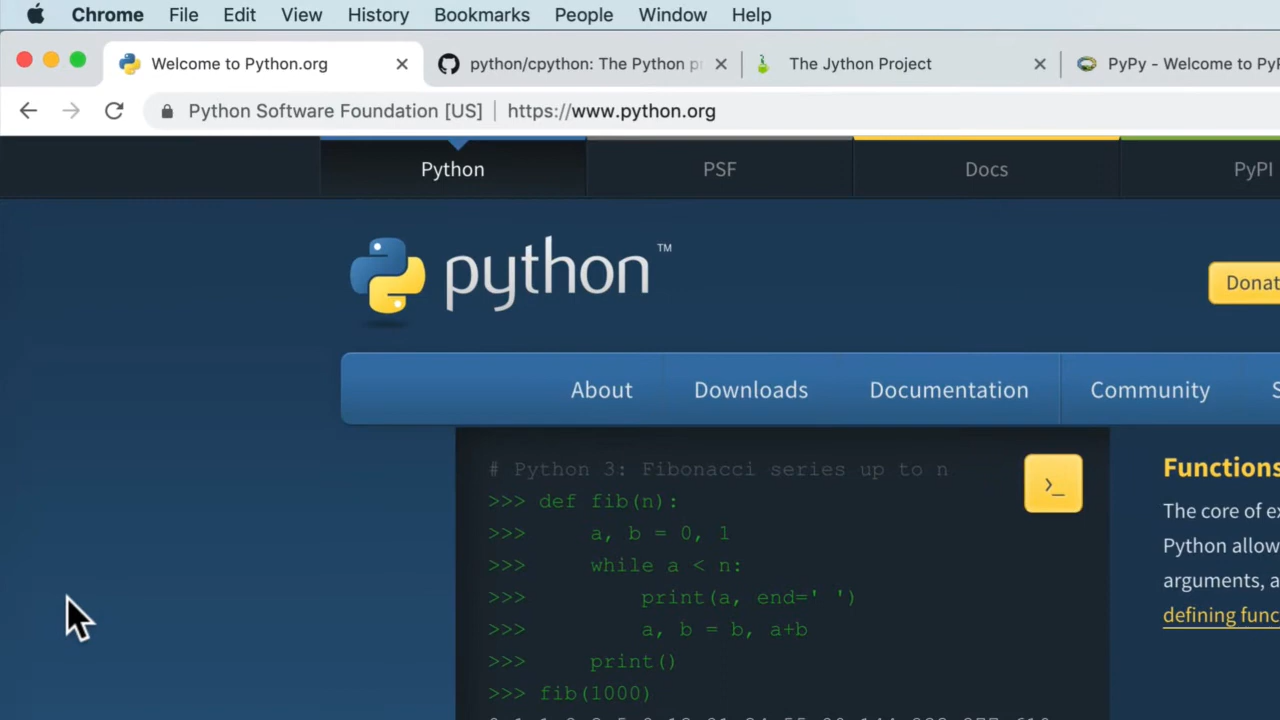 Chrome File Edit View History Bookmarks People Window Help
Welcome to Python.org python/cpython: The Python p The Jython Project PyPy - Welcome to PyP
Python Software Foundation [US] https://www.python.org
Python PSF Docs PyPI
python™
Donat
About Downloads Documentation Community S
# Python 3: Fibonacci series up to n
>_
>>> def fib(n):
>>> a, b = 0, 1
>>> while a < n:
>>> print(a, end=' ')
>>> a, b = b, a+b
>>> print()
>>> fib(1000)
Functions
The core of ex
Python allow
arguments, a
defining func